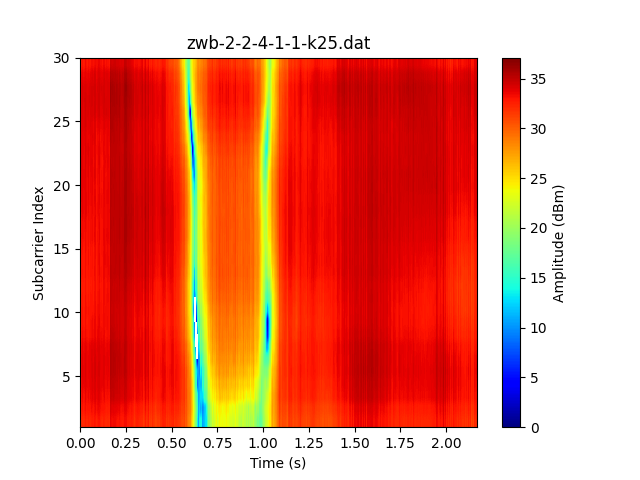 zwb-2-2-4-1-1-k25.dat
30
25
20
15
10
5
Subcarrier Index
0.00 0.25 0.50 0.75 1.00 1.25 1.50 1.75 2.00
Time (s)
35
30
25
20
15
10
5
0
Amplitude (dBm)